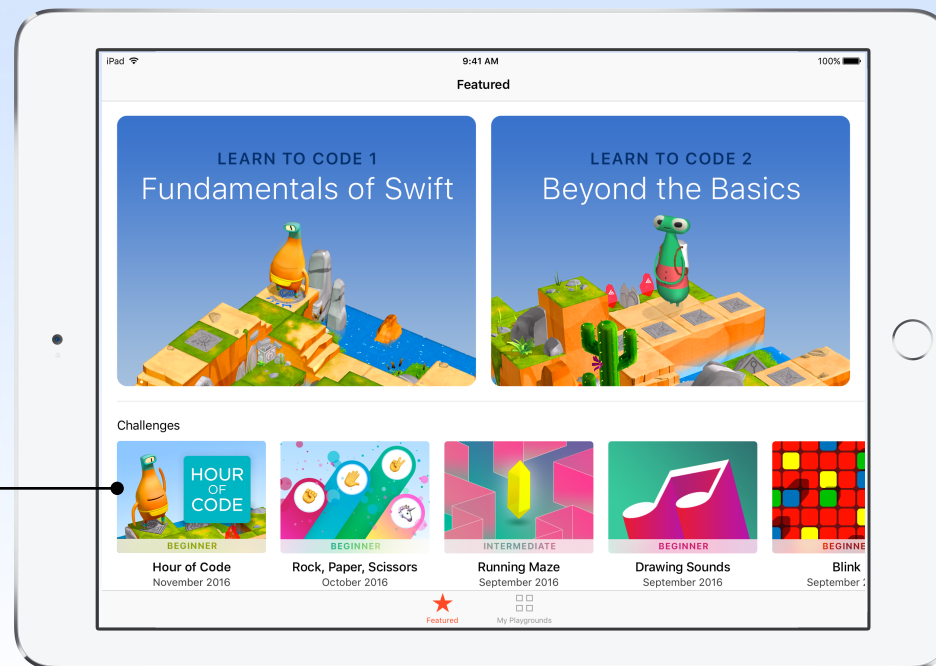 iPad 9:41 AM 100%
Featured
LEARN TO CODE 1
Fundamentals of Swift
LEARN TO CODE 2
Beyond the Basics
Challenges
HOUR
OF
CODE
BEGINNER
Hour of Code
November 2016
BEGINNER
Rock, Paper, Scissors
October 2016
INTERMEDIATE
Running Maze
September 2016
BEGINNER
Drawing Sounds
September 2016
BEGINNE
Blink
September
Featured
My Playgrounds